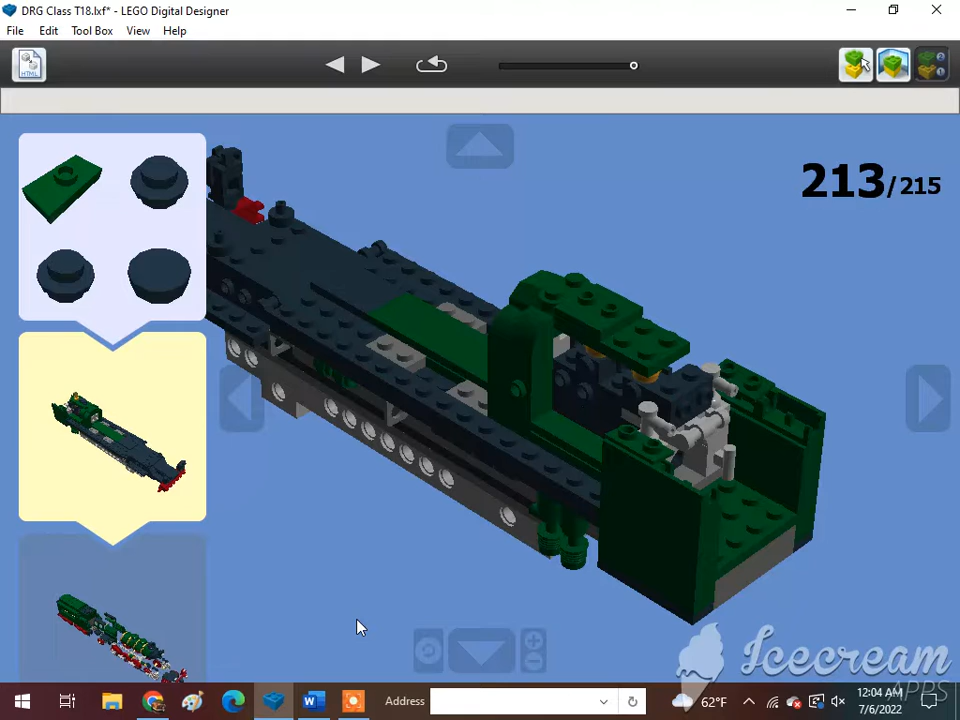 DRG Class T18.lxf* - LEGO Digital Designer
File Edit Tool Box View Help
HTML
213/215
Icecream
APPS
Address
62°F
12:04 AM
7/6/2022